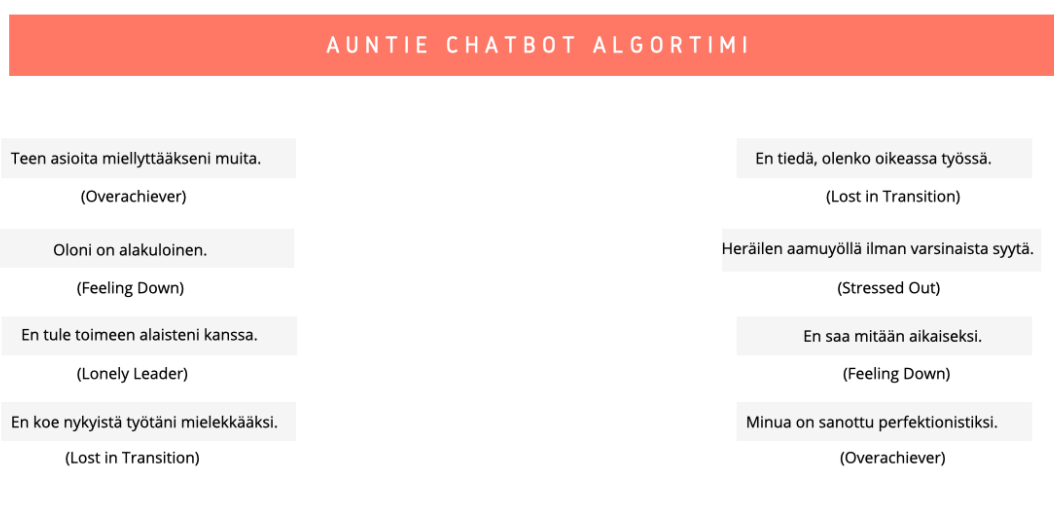 AUNTIE CHATBOT ALGORTIMI
Teen asioita miellyttääkseni muita.
(Overachiever)
Oloni on alakuloinen.
(Feeling Down)
En tule toimeen alaisteni kanssa.
(Lonely Leader)
En koe nykyistä työtäni mielekkääksi.
(Lost in Transition)
En tiedä, olenko oikeassa työssä.
(Lost in Transition)
Heräilen aamuyöllä ilman varsinaista syytä.
(Stressed Out)
En saa mitään aikaiseksi.
(Feeling Down)
Minua on sanottu perfektionistiksi.
(Overachiever)